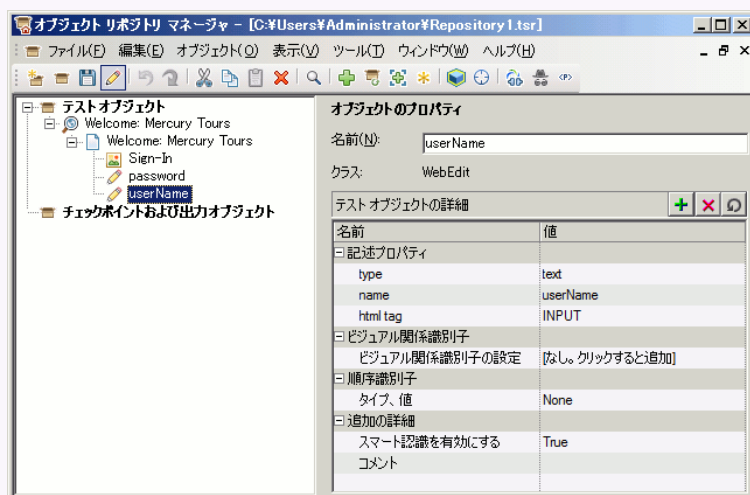 オブジェクト リポジトリ マネージャ - [C:¥Users¥Administrator¥Repository1.tsr]
ファイル(F) 編集(E) オブジェクト(O) 表示(V) ツール(T) ウィンドウ(W) ヘルプ(H)
テスト オブジェクト
Welcome: Mercury Tours
Welcome: Mercury Tours
Sign-In
password
userName
チェックポイントおよび出力オブジェクト
オブジェクトのプロパティ
名前(N): userName
クラス: WebEdit
テスト オブジェクトの詳細
名前 値
記述プロパティ
type text
name userName
html tag INPUT
ビジュアル関係識別子
ビジュアル関係識別子の設定 [なし。クリックすると追加]
順序識別子
タイプ、値 None
追加の詳細
スマート認識を有効にする True
コメント